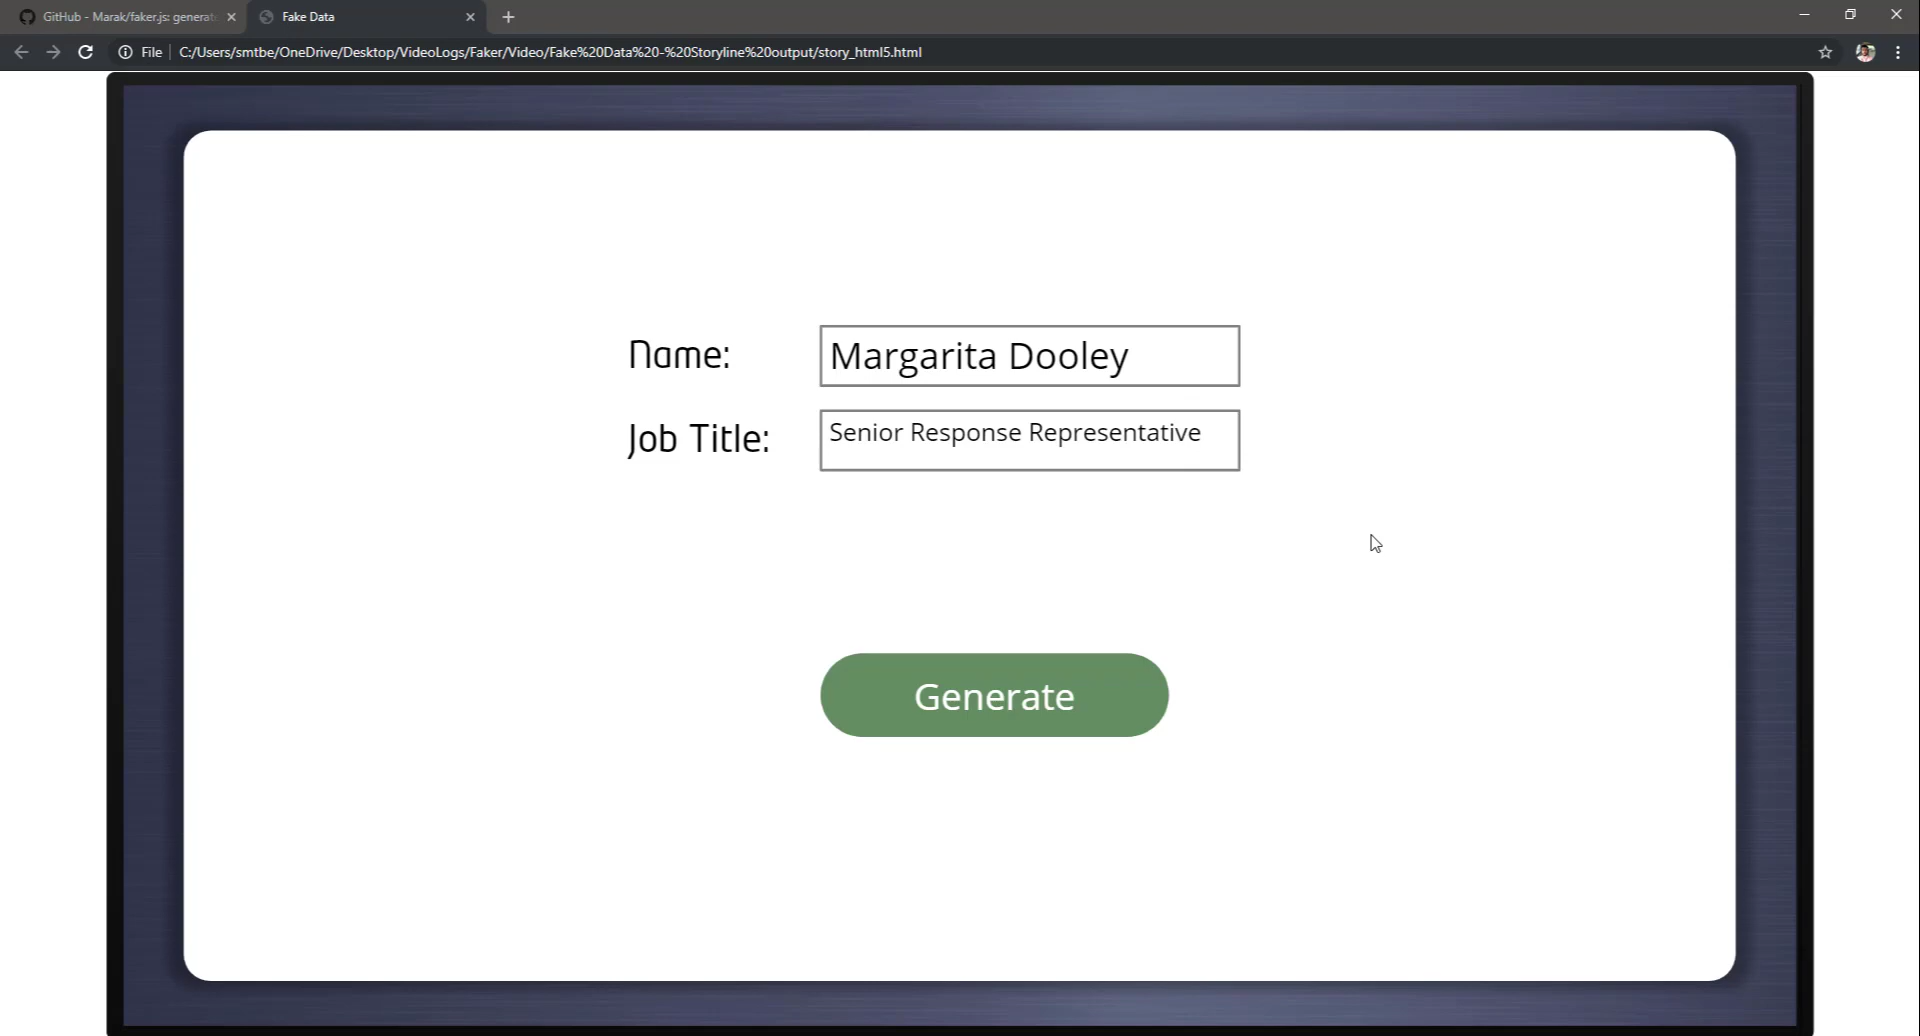 GitHub - Marak/faker.js: generat
Fake Data
File
C:/Users/smtbe/OneDrive/Desktop/VideoLogs/Faker/Video/Fake%20Data%20-%20Storyline%20output/story_html5.html
Name:
Margarita Dooley
Job Title:
Senior Response Representative
Generate